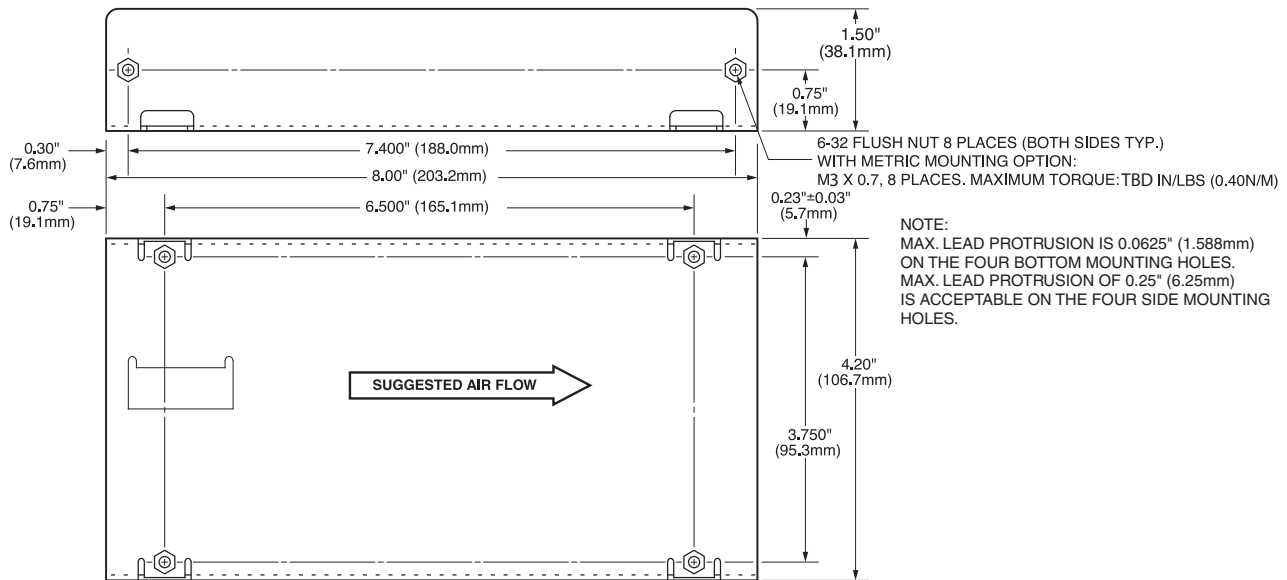 1.50"
(38.1mm)
0.75"
(19.1mm)
0.30"
(7.6mm)
7.400" (188.0mm)
8.00" (203.2mm)
6-32 FLUSH NUT 8 PLACES (BOTH SIDES TYP.)
WITH METRIC MOUNTING OPTION:
M3 X 0.7, 8 PLACES. MAXIMUM TORQUE: TBD IN/LBS (0.40N/M)
0.75"
(19.1mm)
6.500" (165.1mm)
0.23"±0.03"
(5.7mm)
NOTE:
MAX. LEAD PROTRUSION IS 0.0625" (1.588mm)
ON THE FOUR BOTTOM MOUNTING HOLES.
MAX. LEAD PROTRUSION OF 0.25" (6.25mm)
IS ACCEPTABLE ON THE FOUR SIDE MOUNTING
HOLES.
SUGGESTED AIR FLOW
4.20"
(106.7mm)
3.750"
(95.3mm)